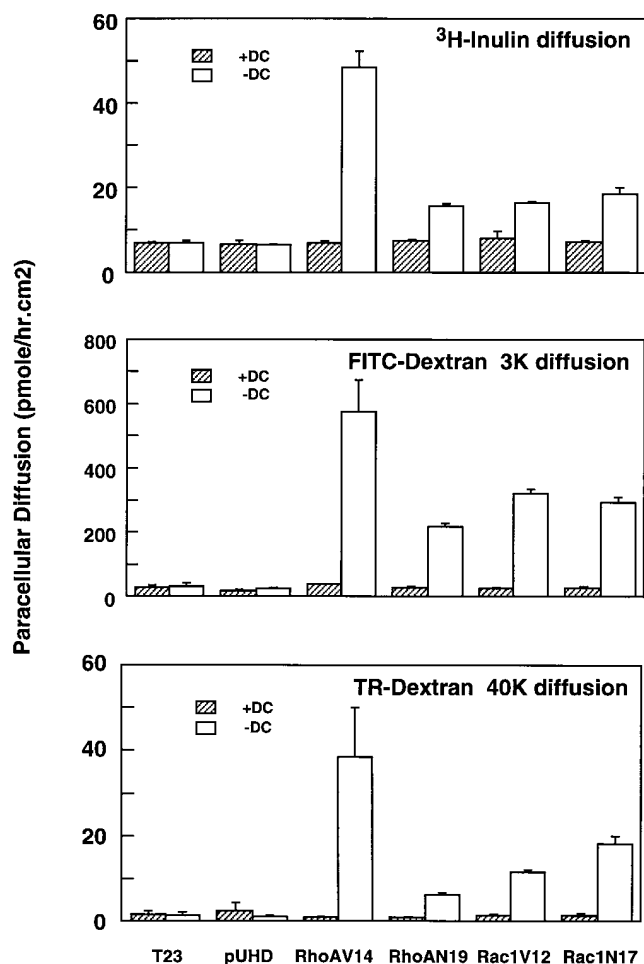 Paracellular Diffusion (pmole/hr.cm2)
3H-Inulin diffusion
+DC
-DC
60
40
20
0
FITC-Dextran 3K diffusion
+DC
-DC
800
600
400
200
0
TR-Dextran 40K diffusion
+DC
-DC
60
40
20
0
T23 pUHD RhoAV14 RhoAN19 Rac1V12 Rac1N17